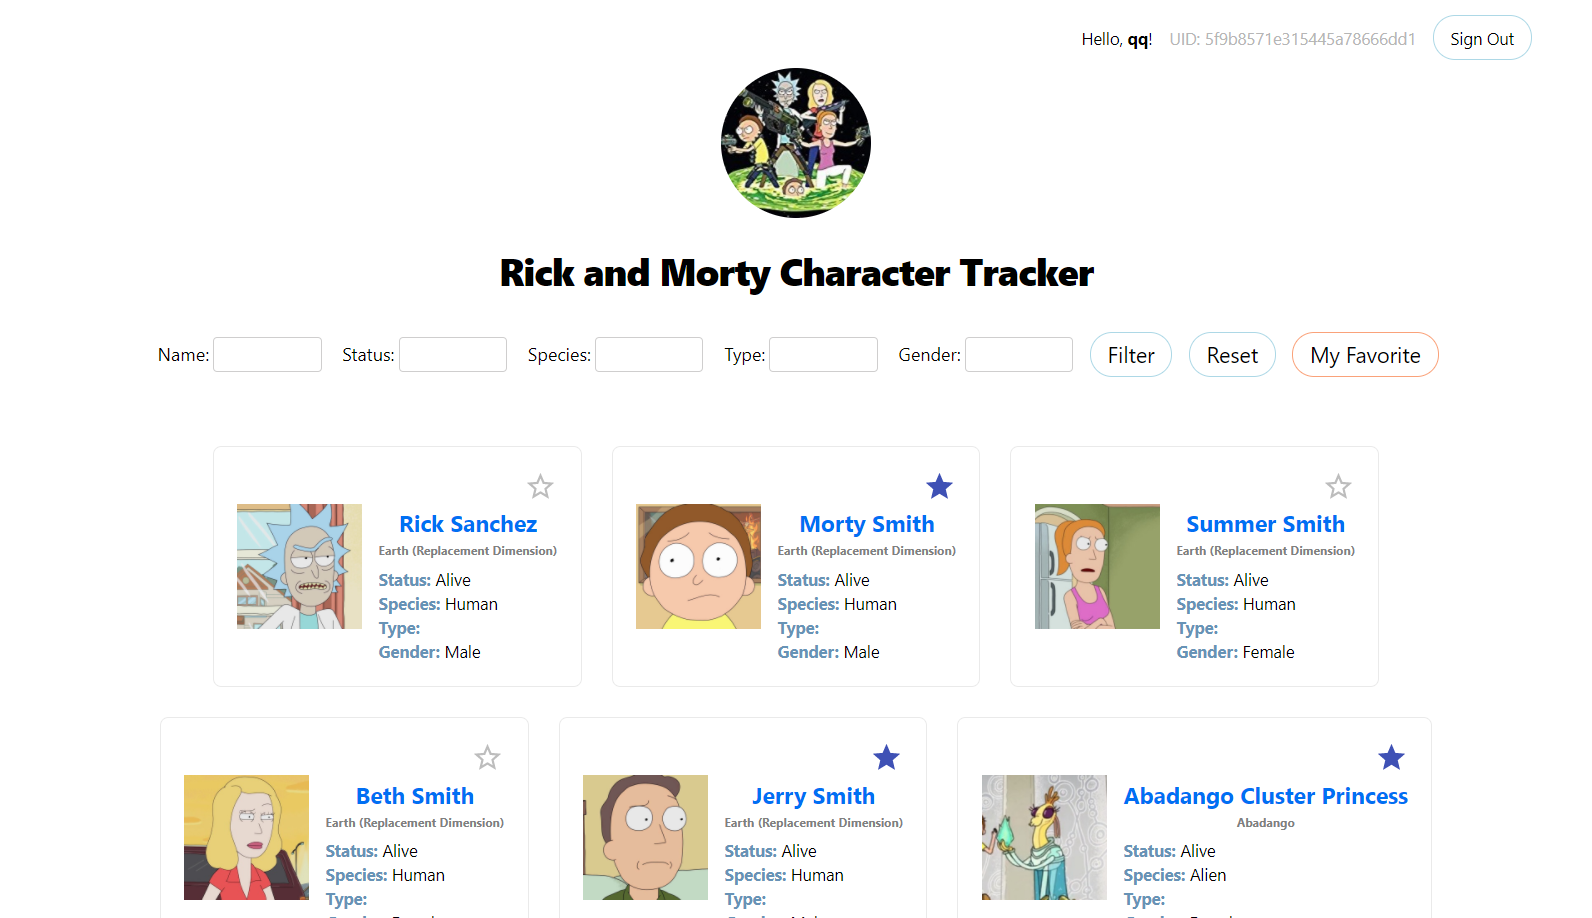 Hello, qq! UID: 5f9b8571e315445a78666dd1 Sign Out
Rick and Morty Character Tracker
Name: Status: Species: Type: Gender: Filter Reset My Favorite
Rick Sanchez
Earth (Replacement Dimension)
Status: Alive
Species: Human
Type:
Gender: Male
Morty Smith
Earth (Replacement Dimension)
Status: Alive
Species: Human
Type:
Gender: Male
Summer Smith
Earth (Replacement Dimension)
Status: Alive
Species: Human
Type:
Gender: Female
Beth Smith
Earth (Replacement Dimension)
Status: Alive
Species: Human
Type:
Jerry Smith
Earth (Replacement Dimension)
Status: Alive
Species: Human
Type:
Abadango Cluster Princess
Abadango
Status: Alive
Species: Alien
Type: